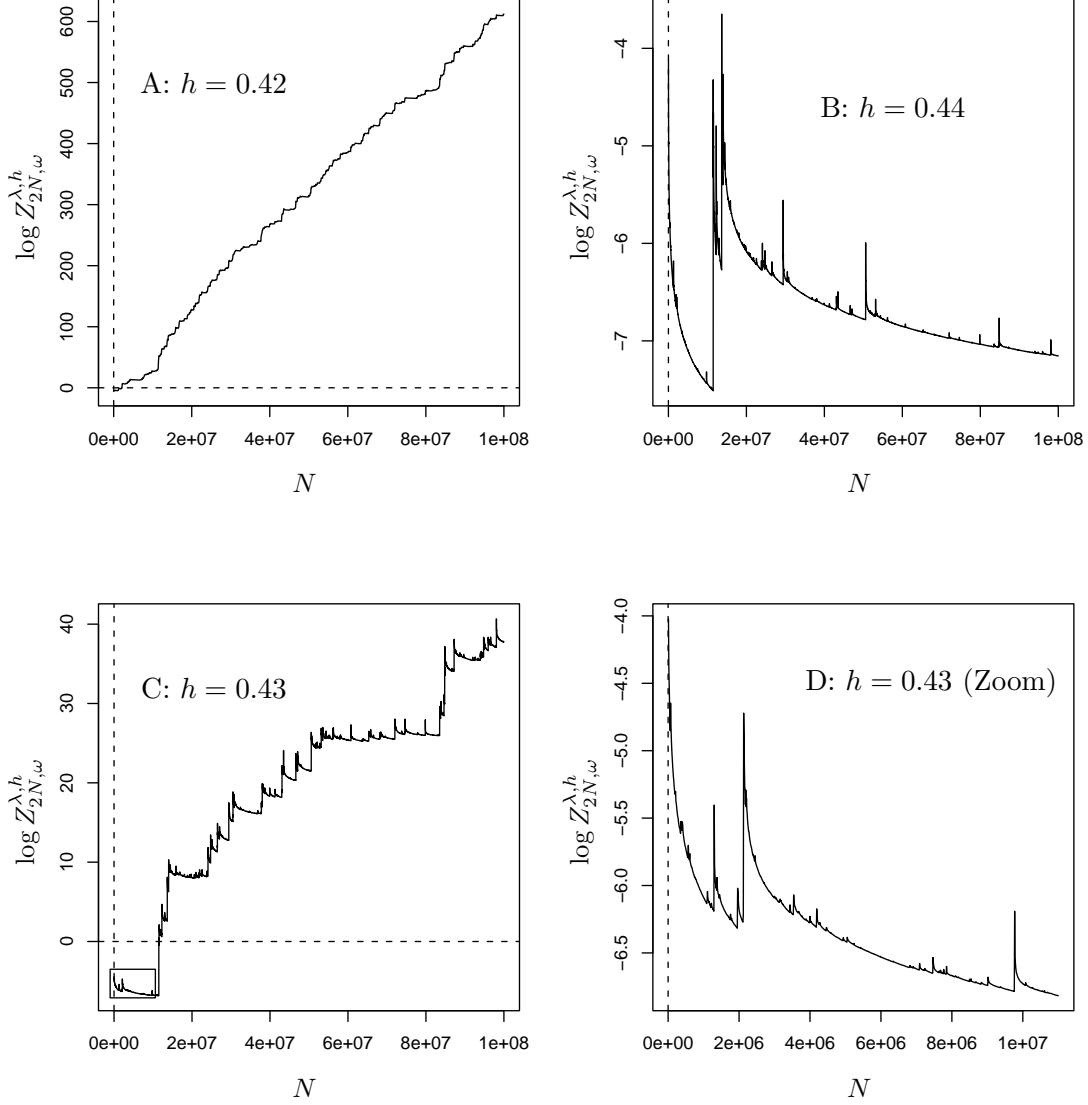 A: h = 0.42
log Z^{λ,h}_{2N,ω}
0 100 200 300 400 500 600
0e+00 2e+07 4e+07 6e+07 8e+07 1e+08
N
B: h = 0.44
log Z^{λ,h}_{2N,ω}
−7 −6 −5 −4
0e+00 2e+07 4e+07 6e+07 8e+07 1e+08
N
C: h = 0.43
log Z^{λ,h}_{2N,ω}
0 10 20 30 40
0e+00 2e+07 4e+07 6e+07 8e+07 1e+08
N
D: h = 0.43 (Zoom)
log Z^{λ,h}_{2N,ω}
−6.5 −6.0 −5.5 −5.0 −4.5 −4.0
0e+00 2e+06 4e+06 6e+06 8e+06 1e+07
N